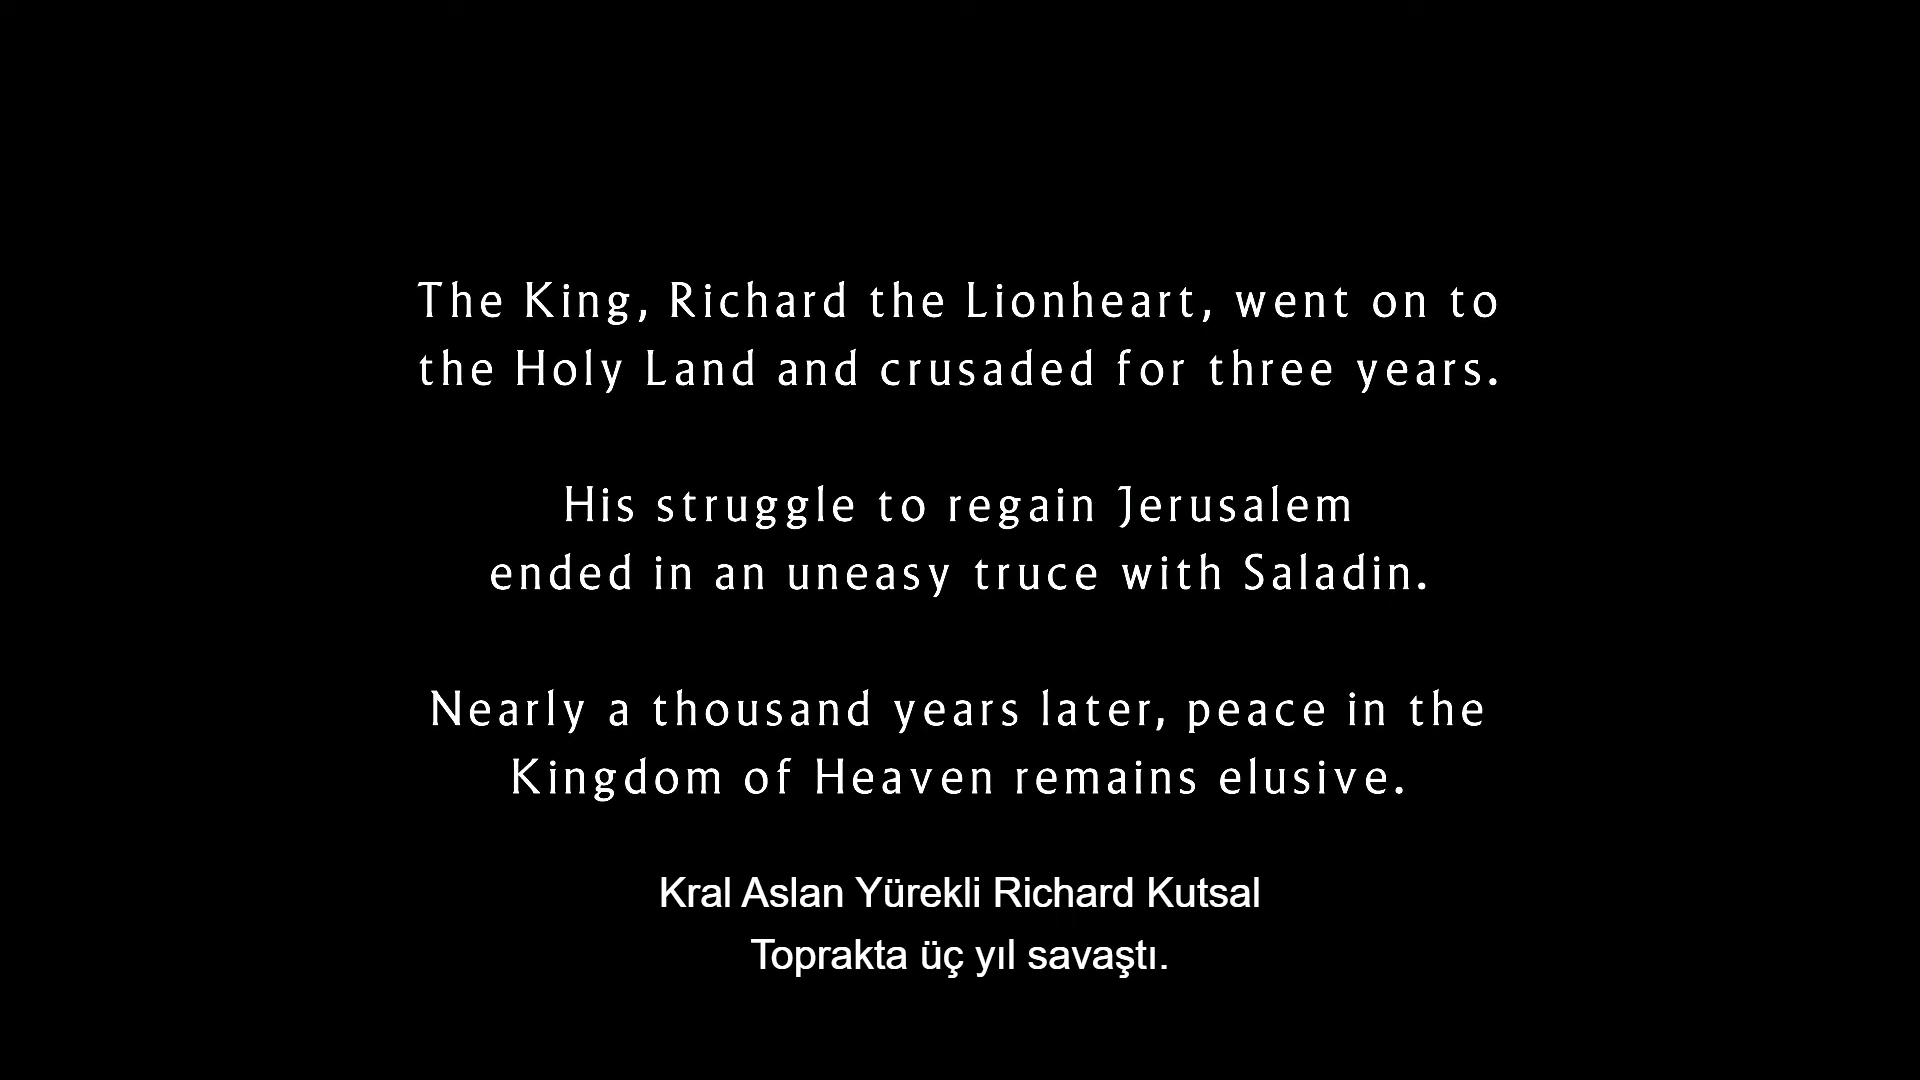 The King, Richard the Lionheart, went on to
the Holy Land and crusaded for three years.
His struggle to regain Jerusalem
ended in an uneasy truce with Saladin.
Nearly a thousand years later, peace in the
Kingdom of Heaven remains elusive.
Kral Aslan Yürekli Richard Kutsal
Toprakta üç yıl savaştı.